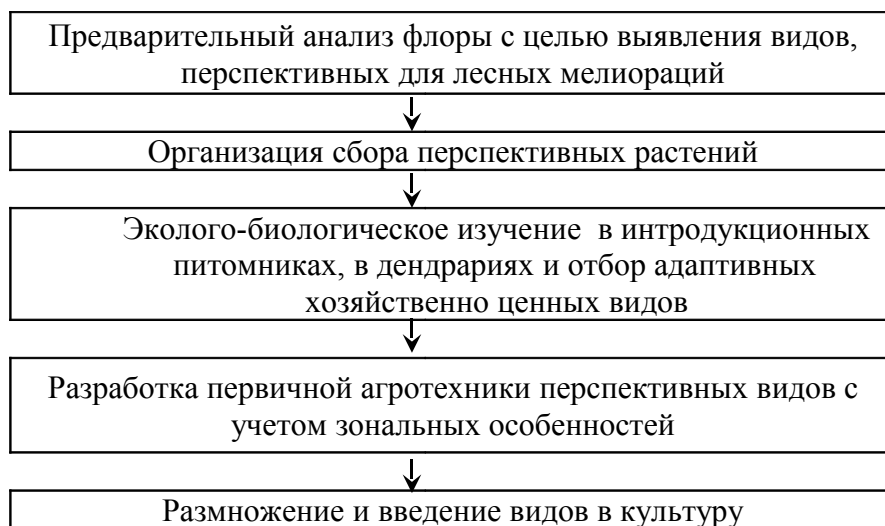 Предварительный анализ флоры с целью выявления видов,
перспективных для лесных мелиораций
Организация сбора перспективных растений
Эколого-биологическое изучение в интродукционных
питомниках, в дендрариях и отбор адаптивных
хозяйственно ценных видов
Разработка первичной агротехники перспективных видов с
учетом зональных особенностей
Размножение и введение видов в культуру